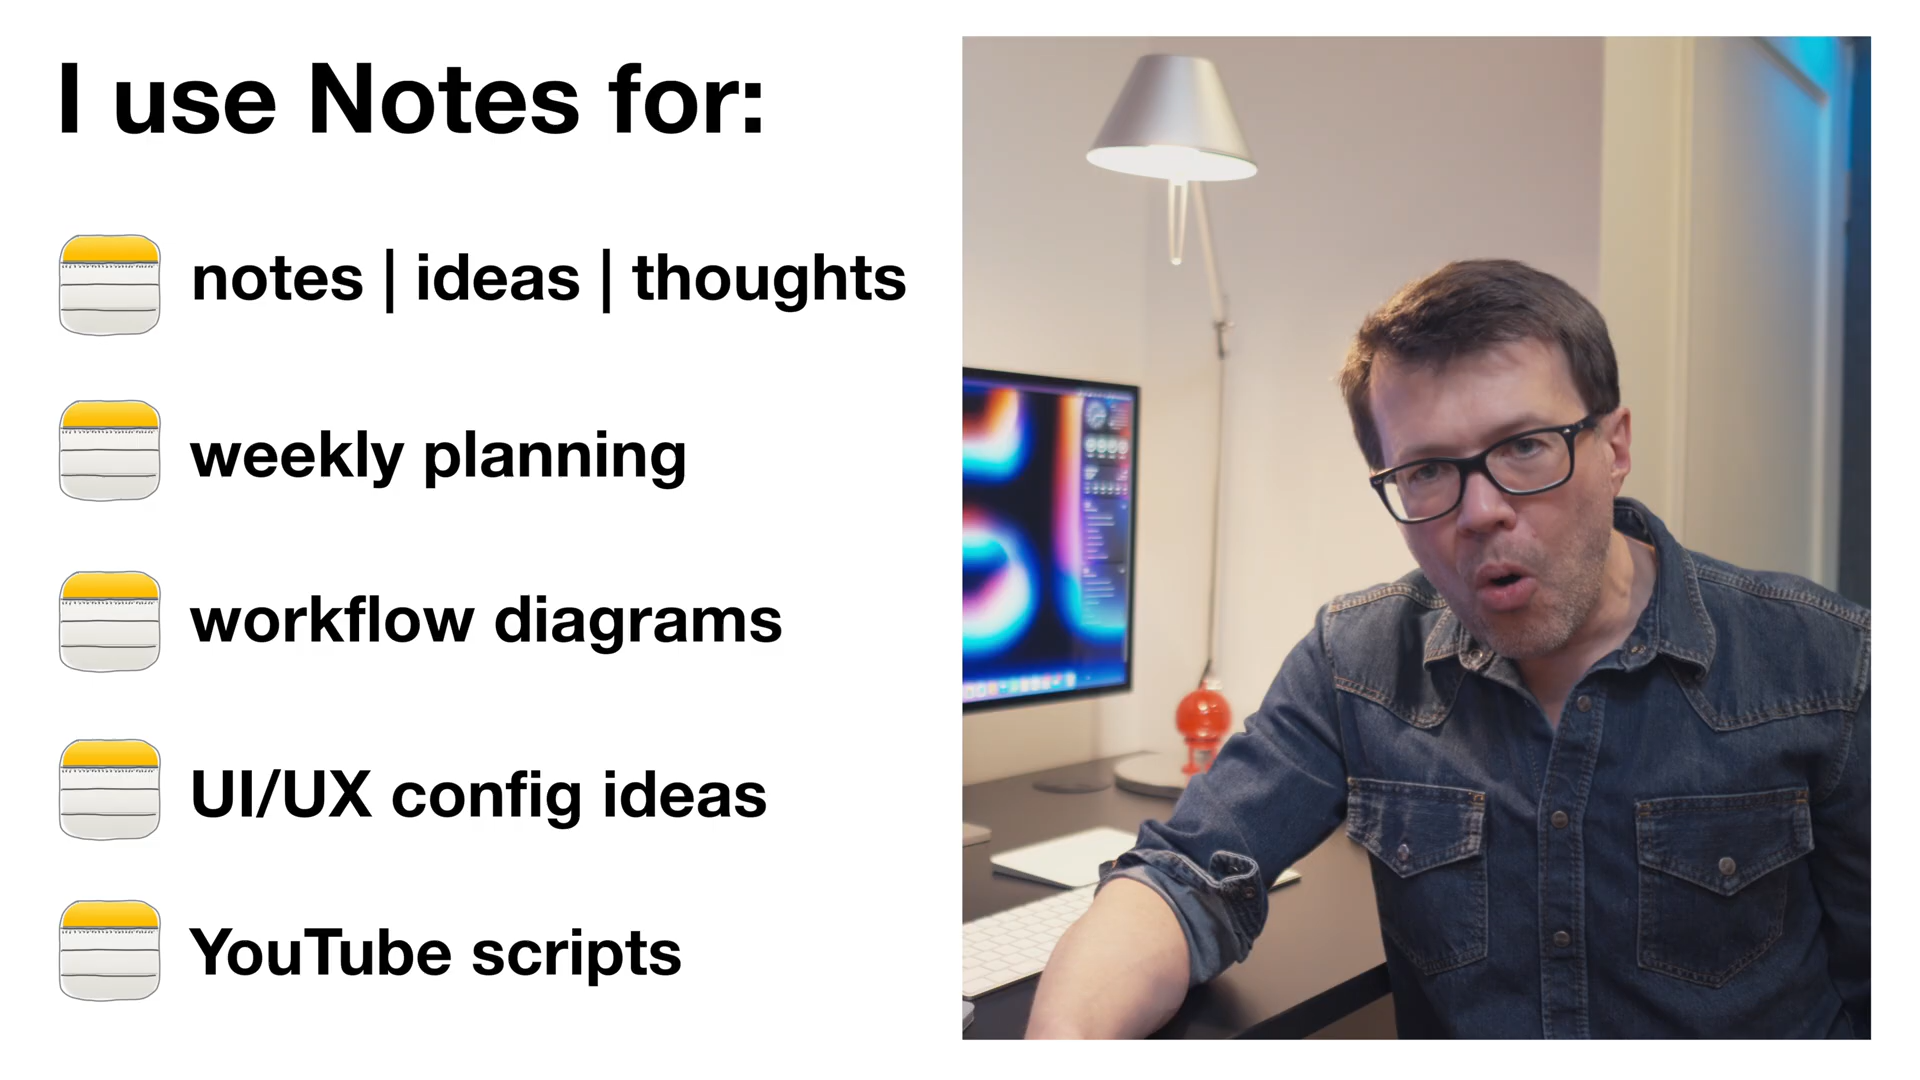 I use Notes for:
notes | ideas | thoughts
weekly planning
workflow diagrams
UI/UX config ideas
YouTube scripts